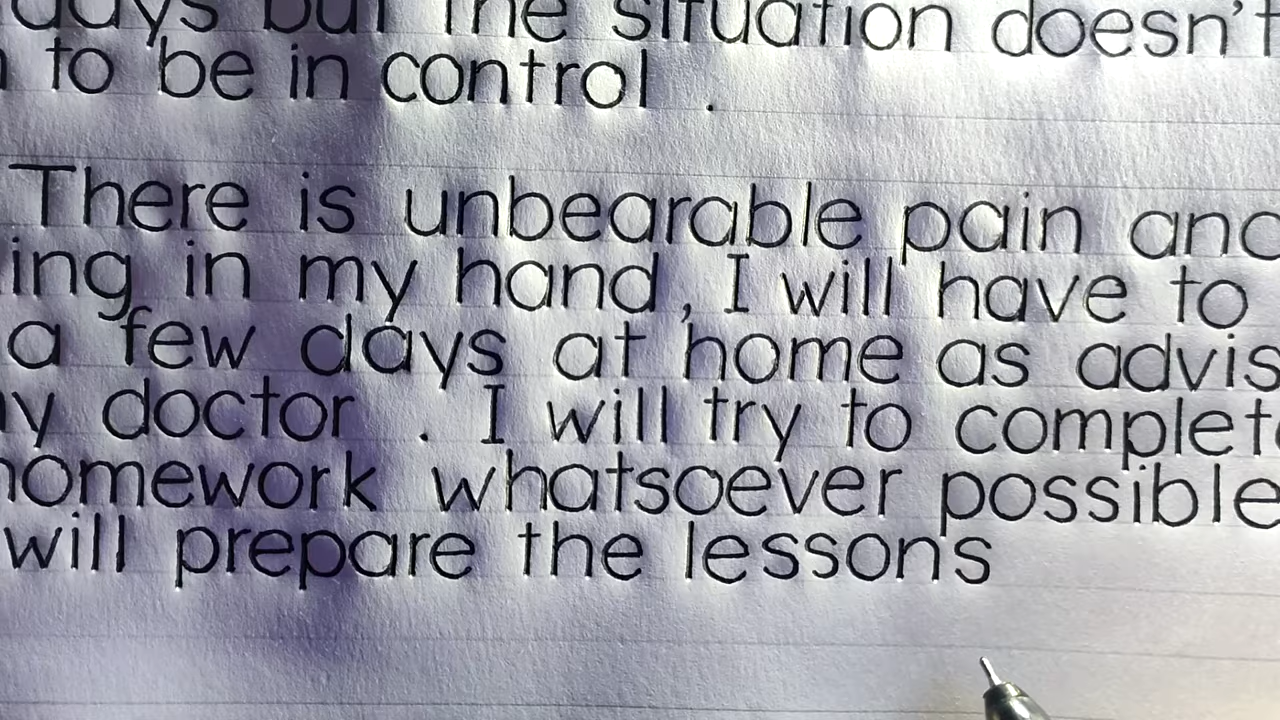 days but the situation doesn't
to be in control .
There is unbearable pain and
ing in my hand, I will have to
a few days at home as advis
y doctor . I will try to complete
homework whatsoever possible
will prepare the lessons